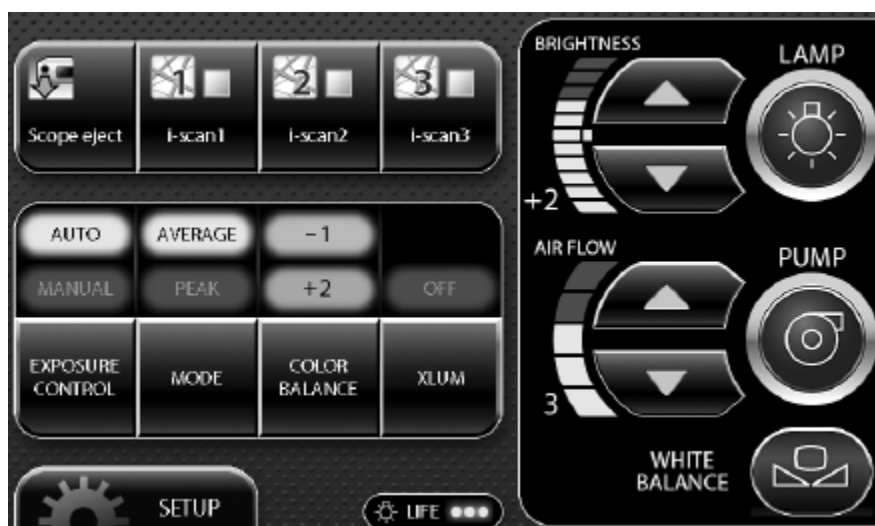 BRIGHTNESS
LAMP
1
2
3
Scope eject
i-scan1
i-scan2
i-scan3
+2
AUTO
AVERAGE
-1
AIR FLOW
PUMP
MANUAL
PEAK
+2
OFF
EXPOSURE
CONTROL
MODE
COLOR
BALANCE
XLUM
3
WHITE
BALANCE
SETUP
LIFE